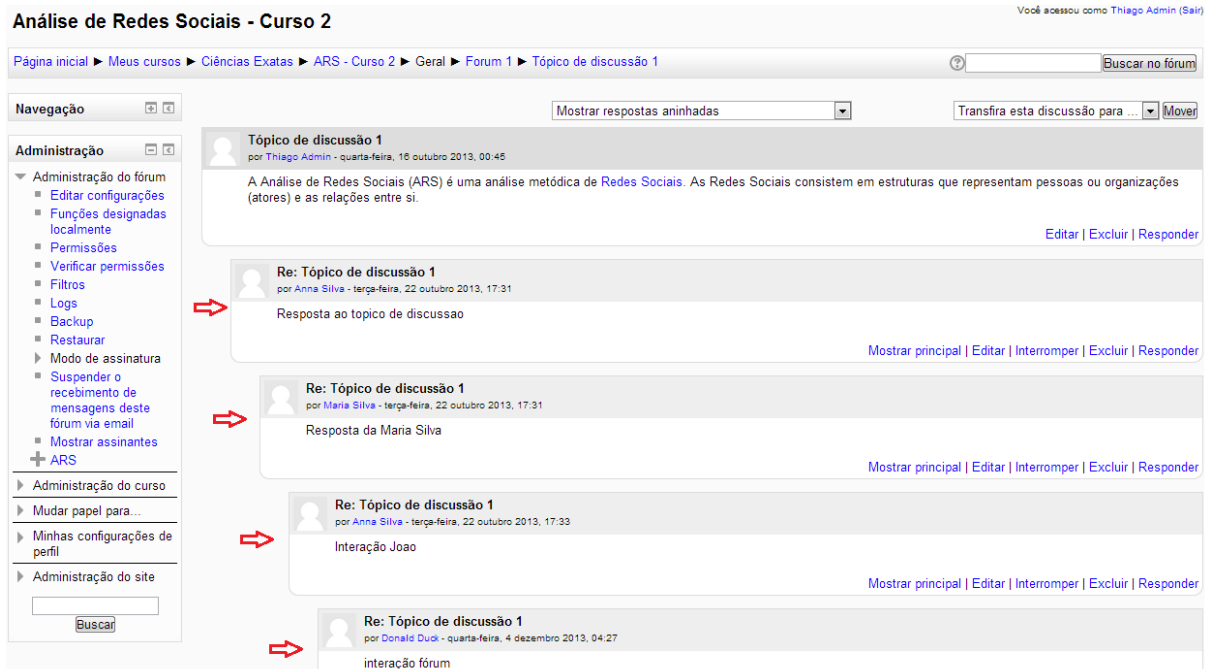 Você acessou como Thiago Admin (Sair)
Análise de Redes Sociais - Curso 2
Página inicial ► Meus cursos ► Ciências Exatas ► ARS - Curso 2 ► Geral ► Forum 1 ► Tópico de discussão 1
Buscar no fórum
Navegação
Administração
Administração do fórum
Editar configurações
Funções designadas
localmente
Permissões
Verificar permissões
Filtros
Logs
Backup
Restaurar
Modo de assinatura
Suspender o
recebimento de
mensagens deste
fórum via email
Mostrar assinantes
ARS
Administração do curso
Mudar papel para...
Minhas configurações de
perfil
Administração do site
Buscar
Mostrar respostas aninhadas
Transfira esta discussão para ... Mover
Tópico de discussão 1
por Thiago Admin - quarta-feira, 16 outubro 2013, 00:45
A Análise de Redes Sociais (ARS) é uma análise metódica de Redes Sociais. As Redes Sociais consistem em estruturas que representam pessoas ou organizações
(atores) e as relações entre si.
Editar | Excluir | Responder
Re: Tópico de discussão 1
por Anna Silva - terça-feira, 22 outubro 2013, 17:31
Resposta ao topico de discussao
Mostrar principal | Editar | Interromper | Excluir | Responder
Re: Tópico de discussão 1
por Maria Silva - terça-feira, 22 outubro 2013, 17:31
Resposta da Maria Silva
Mostrar principal | Editar | Interromper | Excluir | Responder
Re: Tópico de discussão 1
por Anna Silva - terça-feira, 22 outubro 2013, 17:33
Interação Joao
Mostrar principal | Editar | Interromper | Excluir | Responder
Re: Tópico de discussão 1
por Donald Duck - quarta-feira, 4 dezembro 2013, 04:27
interação fórum